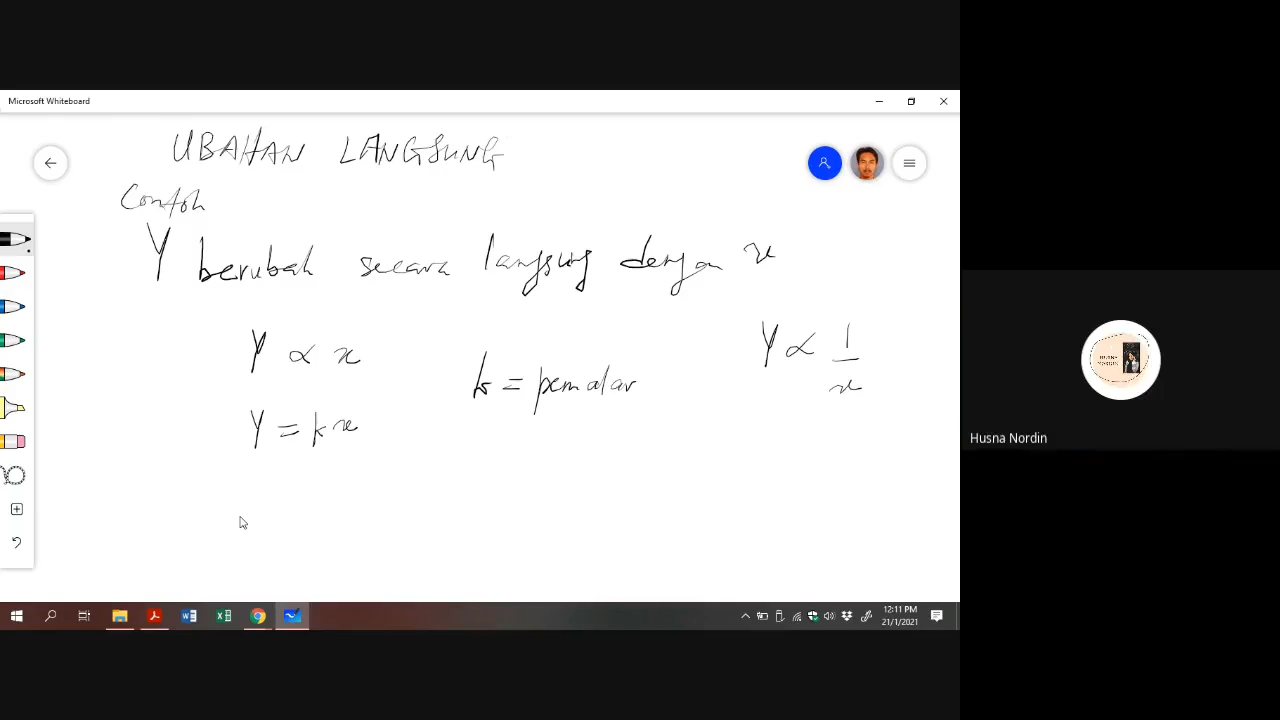 Microsoft Whiteboard
UBAHAN LANGSUNG
Contoh
Y berubah secara langsung dengan x
Y ∝ x
k = pemalar
Y ∝ 1/x
Y = kx
Husna Nordin
12:11 PM
21/1/2021